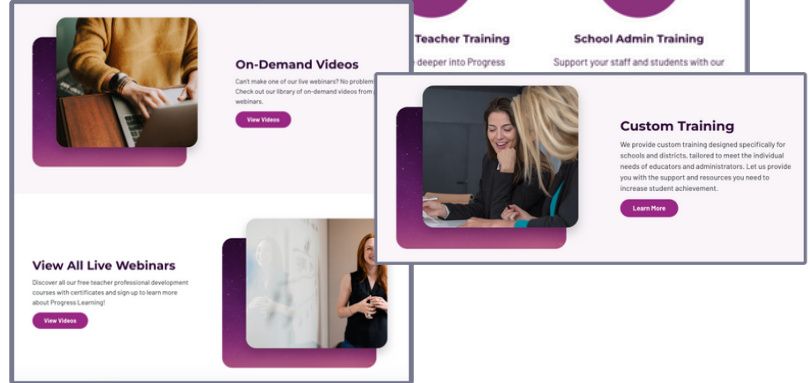 On-Demand Videos
Can't make one of our live webinars? No problem
Check out our library of on-demand videos from
webinars.
View Videos
View All Live Webinars
Discover all our free teacher professional development
courses with certificates and sign up to learn more
about Progress Learning!
View Videos
Teacher Training
deeper into Progress
School Admin Training
Support your staff and students with our
Custom Training
We provide custom training designed specifically for
schools and districts, tailored to meet the individual
needs of educators and administrators. Let us provide
you with the support and resources you need to
increase student achievement.
Learn More